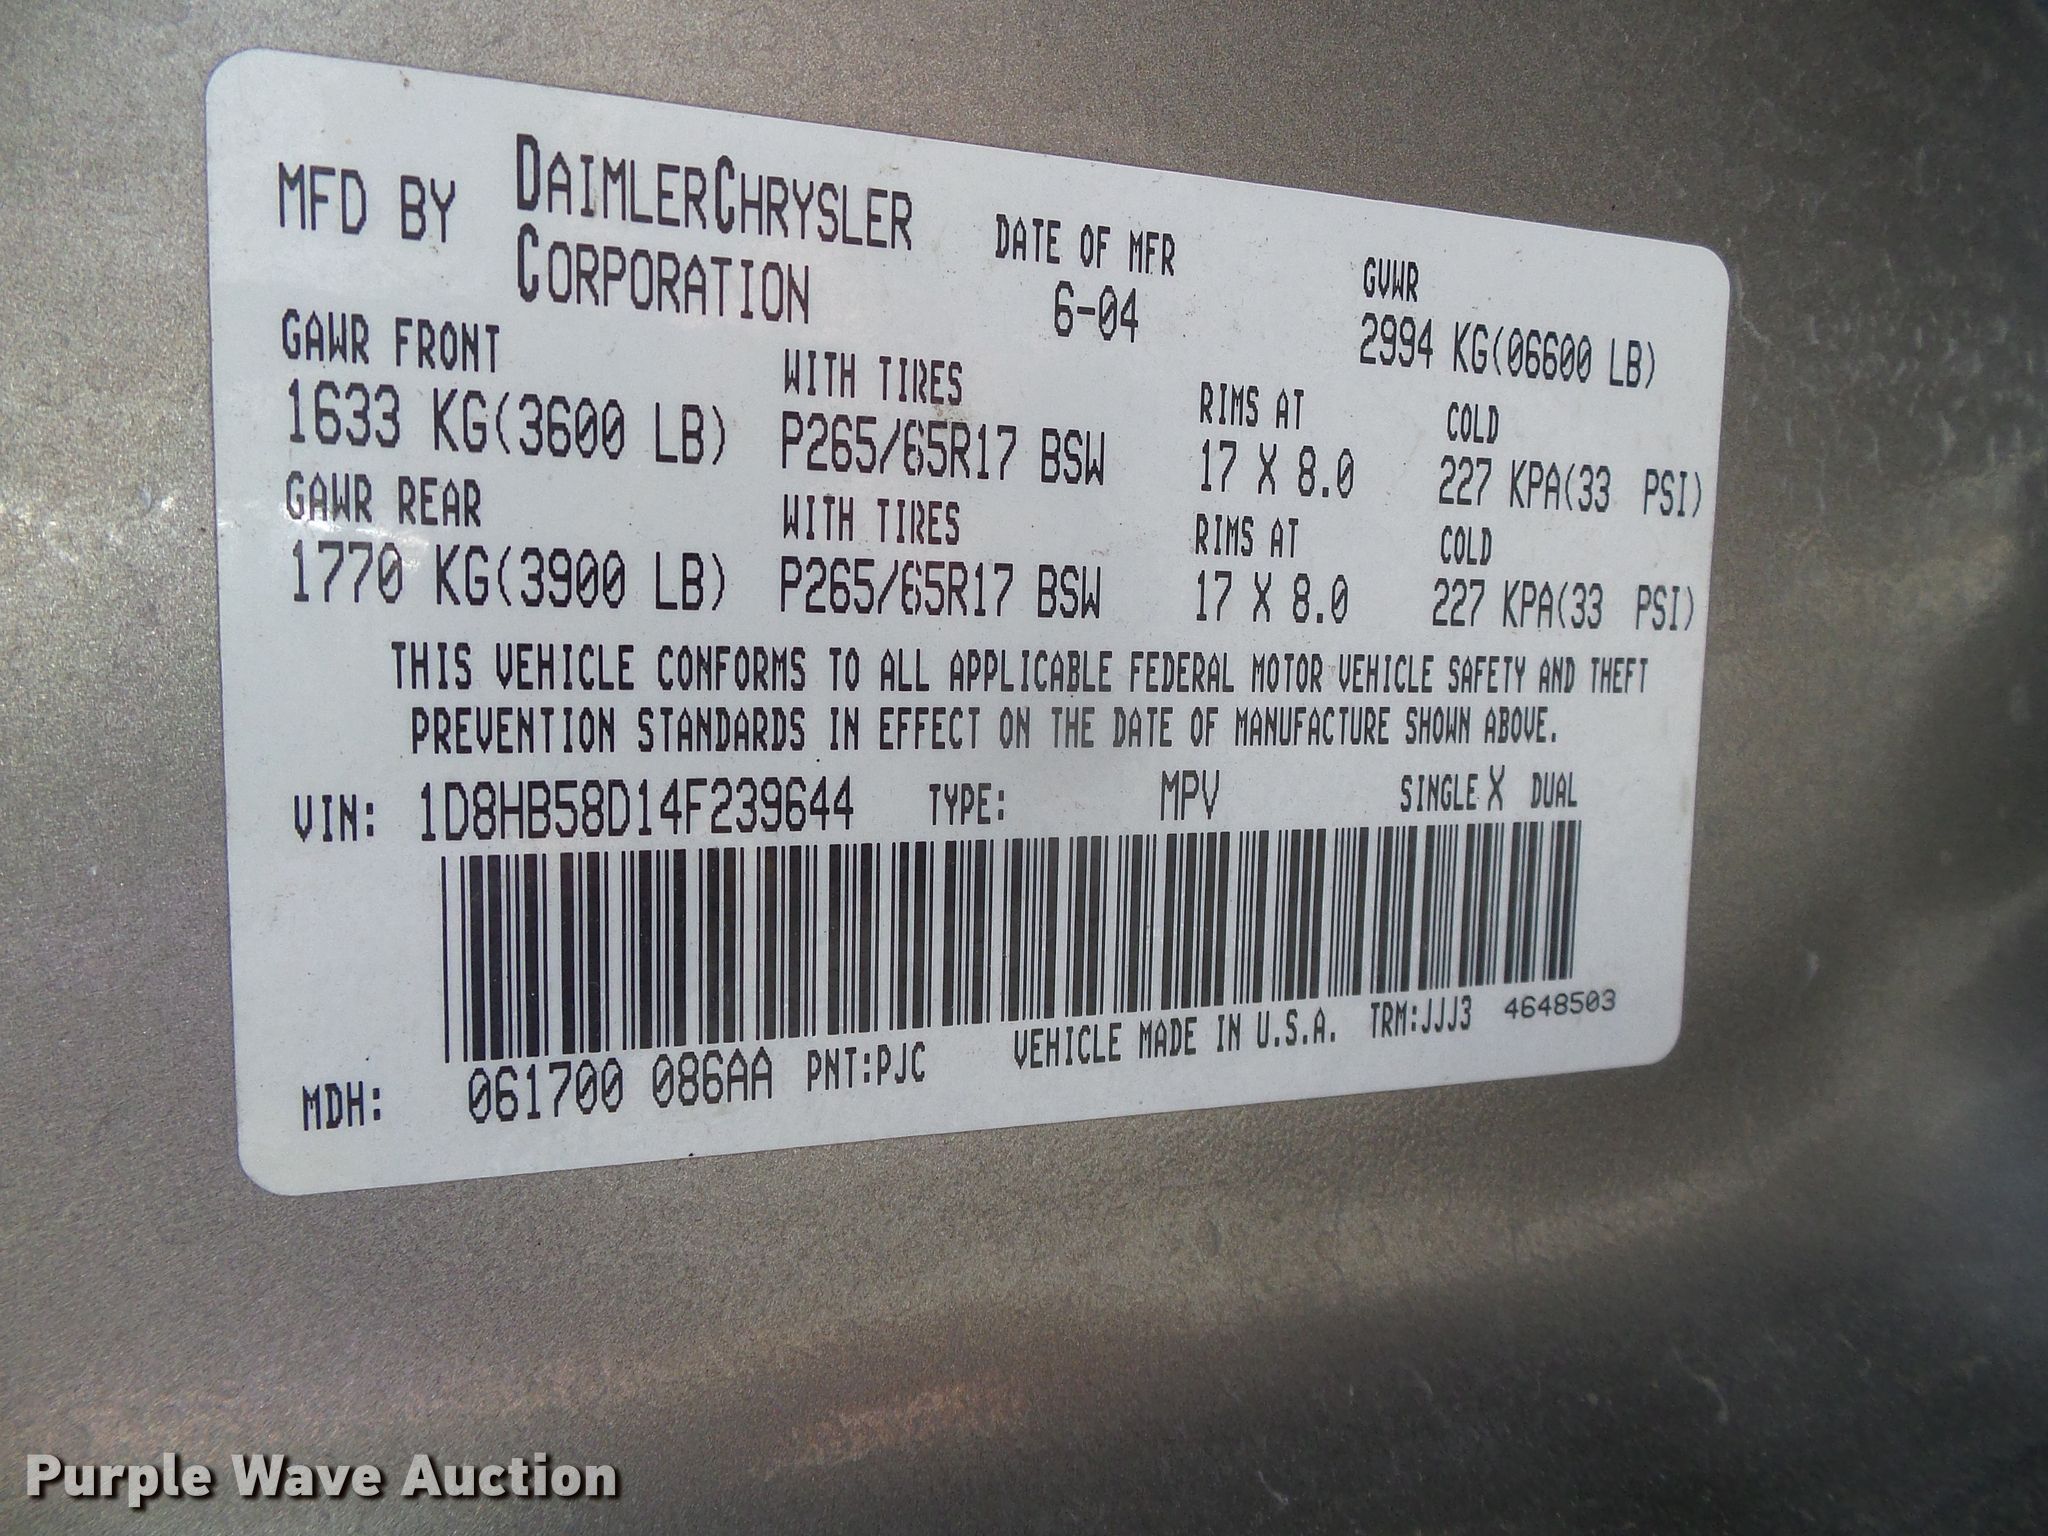 MFD BY DAIMLERCHRYSLER CORPORATION DATE OF MFR 6-04 GVWR 2994 KG(06600 LB)
GAWR FRONT WITH TIRES RIMS AT COLD
1633 KG(3600 LB) P265/65R17 BSW 17 X 8.0 227 KPA(33 PSI)
GAWR REAR WITH TIRES RIMS AT COLD
1770 KG(3900 LB) P265/65R17 BSW 17 X 8.0 227 KPA(33 PSI)
THIS VEHICLE CONFORMS TO ALL APPLICABLE FEDERAL MOTOR VEHICLE SAFETY AND THEFT
PREVENTION STANDARDS IN EFFECT ON THE DATE OF MANUFACTURE SHOWN ABOVE.
VIN: 1D8HB58D14F239644 TYPE: MPV SINGLE X DUAL
MDH: 061700 086AA PNT:PJC VEHICLE MADE IN U.S.A. TRM:JJJ3 4648503
Purple Wave Auction